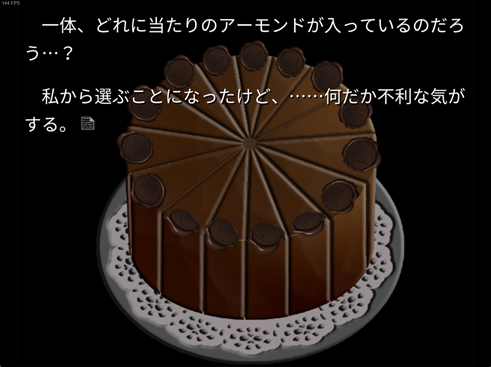 144 FPS
一体、どれに当たりのアーモンドが入っているのだろ
う…？
私から選ぶことになったけど、……何だか不利な気が
する。